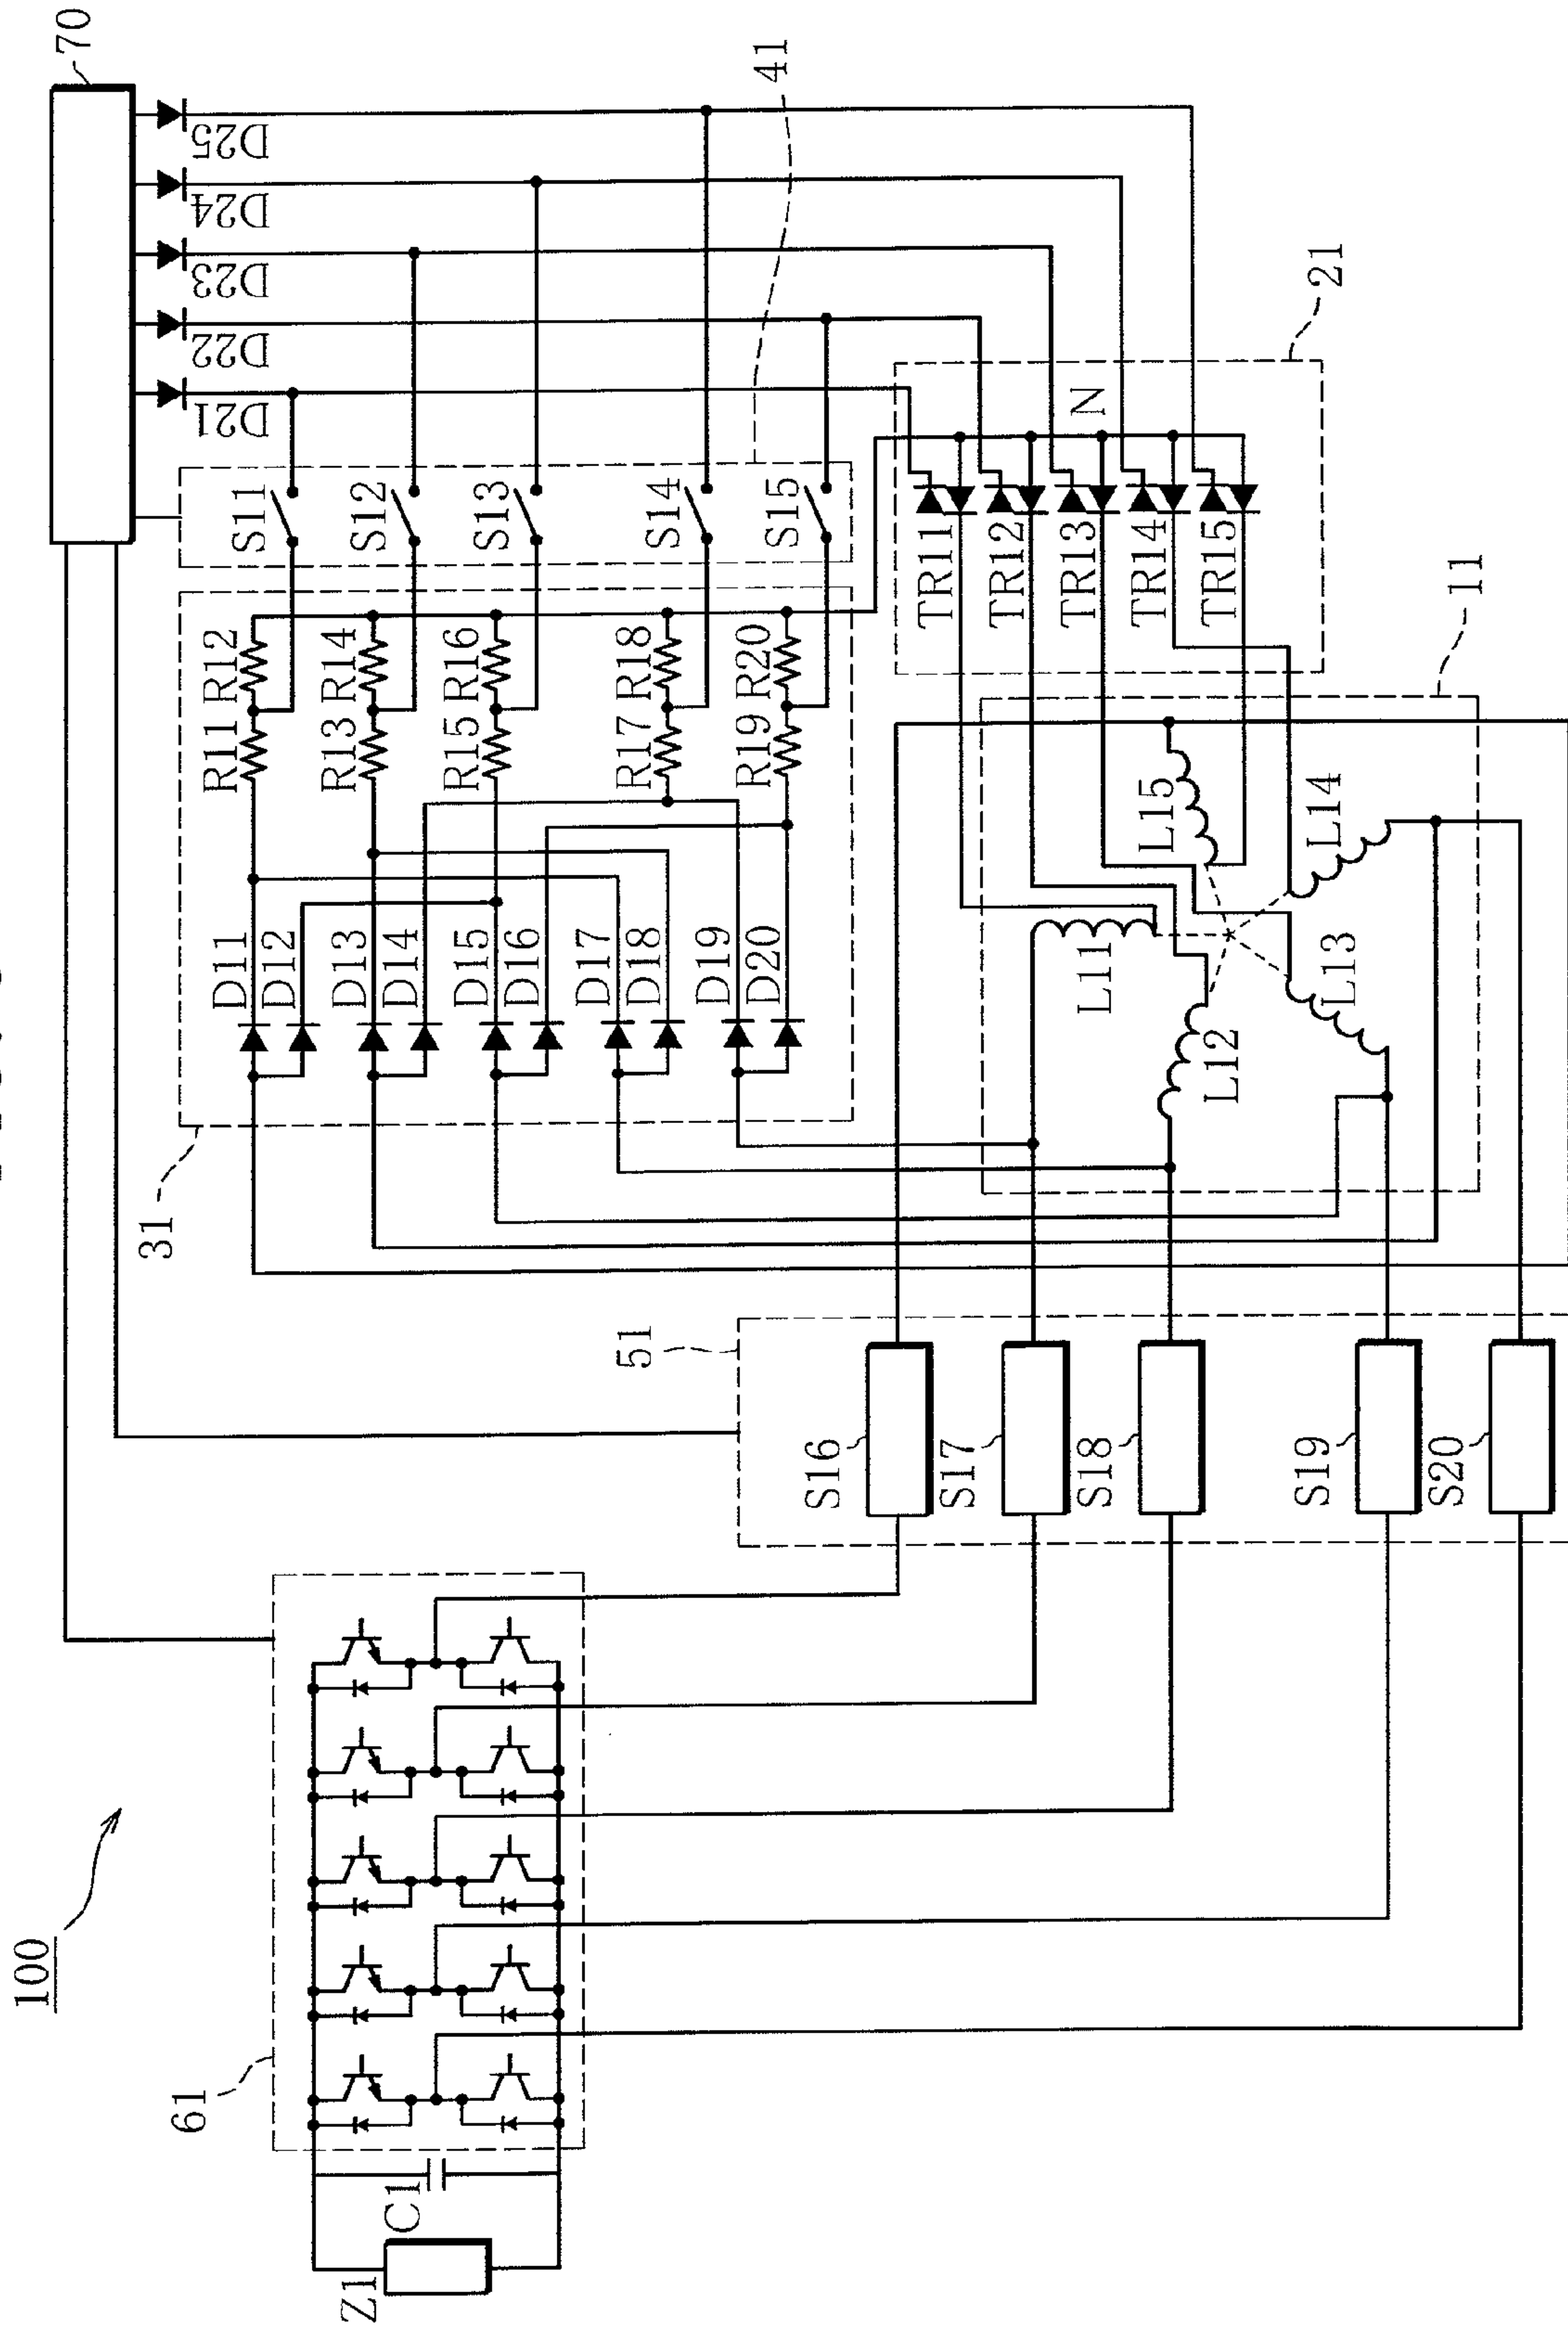 100
70
D21
D22
D23
D24
D25
41
31
S11
S12
S13
S14
S15
R11
R12
R13
R14
R15
R16
R17
R18
R19
R20
D11
D12
D13
D14
D15
D16
D17
D18
D19
D20
61
Z1
C1
51
S16
S17
S18
S19
S20
21
N
TR11
TR12
TR13
TR14
TR15
11
L11
L12
L13
L14
L15